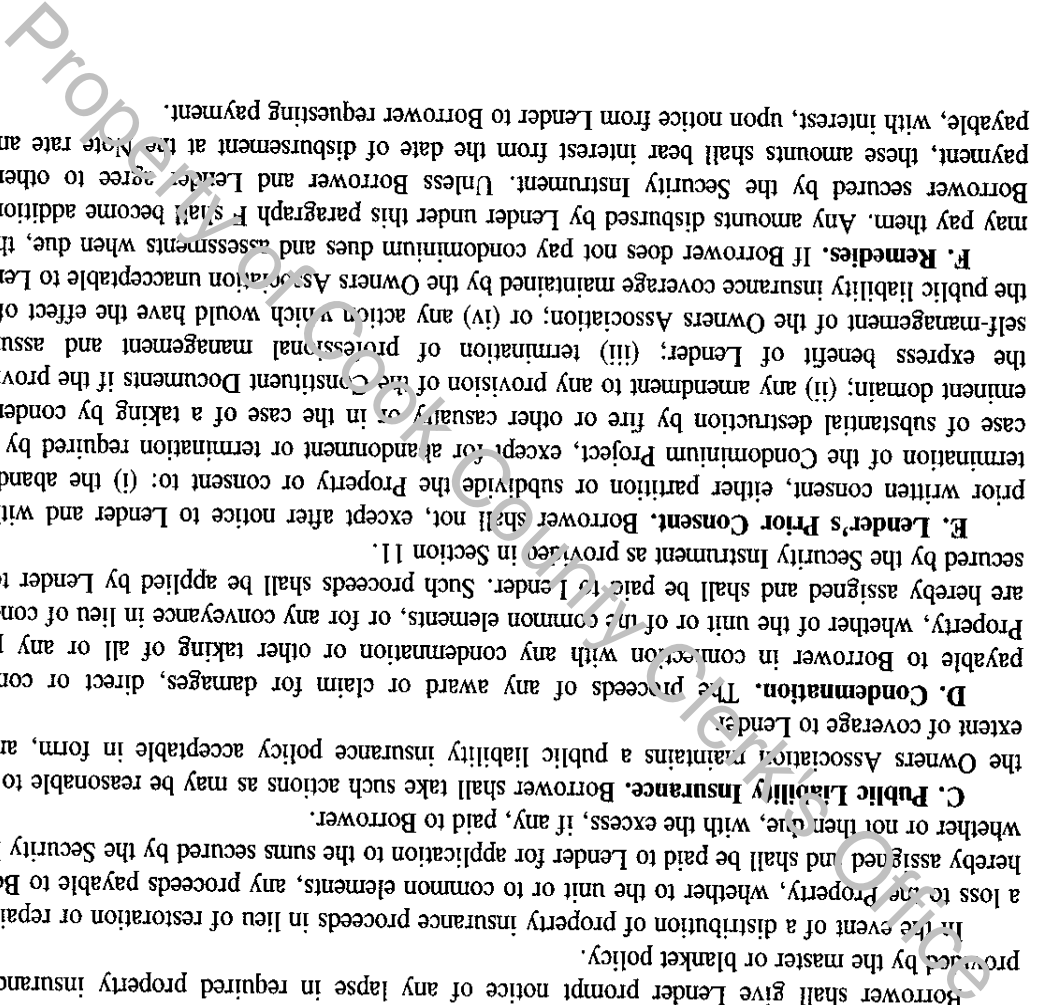 Borrower shall give Lender prompt notice of any lapse in required property insuranc
provided by the master or blanket policy.
In the event of a distribution of property insurance proceeds in lieu of restoration or repai
a loss to the Property, whether to the unit or to common elements, any proceeds payable to Bo
hereby assigned and shall be paid to Lender for application to the sums secured by the Security
whether or not then due, with the excess, if any, paid to Borrower.
C. Public Liability Insurance. Borrower shall take such actions as may be reasonable to
the Owners Association maintains a public liability insurance policy acceptable in form, a
extent of coverage to Lender.
D. Condemnation. The proceeds of any award or claim for damages, direct or con
payable to Borrower in connection with any condemnation or other taking of all or any p
Property, whether of the unit or of the common elements, or for any conveyance in lieu of con
are hereby assigned and shall be paid to Lender. Such proceeds shall be applied by Lender t
secured by the Security Instrument as provided in Section 11.
E. Lender's Prior Consent. Borrower shall not, except after notice to Lender and wit
prior written consent, either partition or subdivide the Property or consent to: (i) the aband
termination of the Condominium Project, except for abandonment or termination required by
case of substantial destruction by fire or other casualty or in the case of a taking by conder
eminent domain; (ii) any amendment to any provision of the Constituent Documents if the prov
the express benefit of Lender; (iii) termination of professional management and assu
self-management of the Owners Association; or (iv) any action which would have the effect of
the public liability insurance coverage maintained by the Owners Association unacceptable to Le
F. Remedies. If Borrower does not pay condominium dues and assessments when due, th
may pay them. Any amounts disbursed by Lender under this paragraph F shall become addition
Borrower secured by the Security Instrument. Unless Borrower and Lender agree to other
payment, these amounts shall bear interest from the date of disbursement at the Note rate an
payable, with interest, upon notice from Lender to Borrower requesting payment.
Property of Cook County Clerk's Office